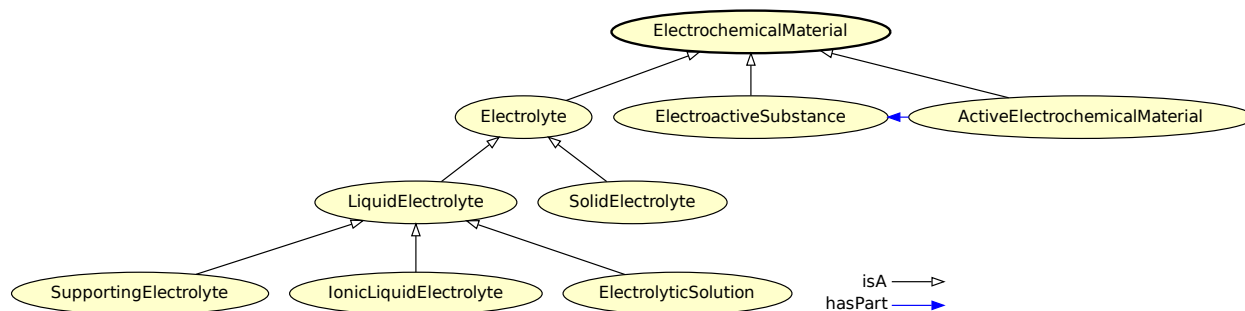 ElectrochemicalMaterial
Electrolyte
ElectroactiveSubstance
ActiveElectrochemicalMaterial
LiquidElectrolyte
SolidElectrolyte
SupportingElectrolyte
IonicLiquidElectrolyte
ElectrolyticSolution
isA
hasPart